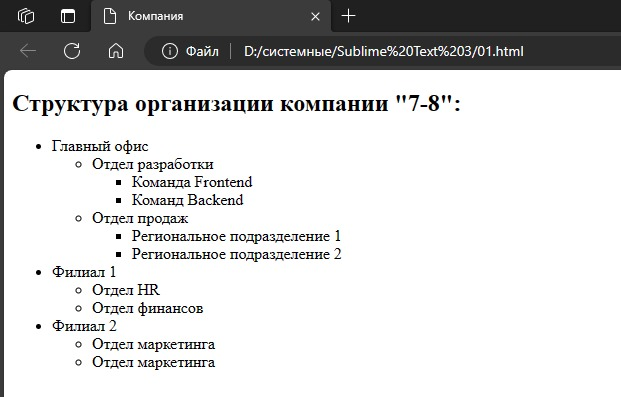 Компания
Файл D:/системные/Sublime%20Text%203/01.html
Структура организации компании "7-8":
Главный офис
Отдел разработки
Команда Frontend
Команд Backend
Отдел продаж
Региональное подразделение 1
Региональное подразделение 2
Филиал 1
Отдел HR
Отдел финансов
Филиал 2
Отдел маркетинга
Отдел маркетинга